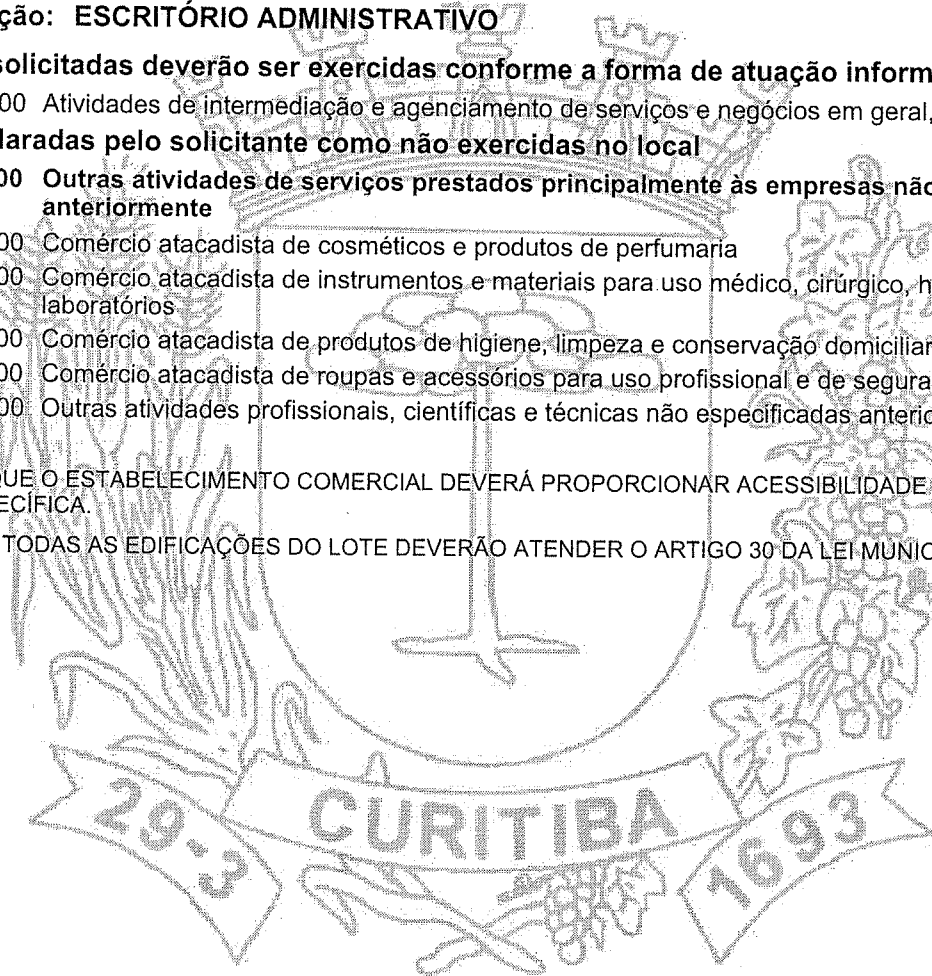 ção: ESCRITÓRIO ADMINISTRATIVO
solicitadas deverão ser exercidas conforme a forma de atuação inform
00 Atividades de intermediação e agenciamento de serviços e negócios em geral,
laradas pelo solicitante como não exercidas no local
00 Outras atividades de serviços prestados principalmente às empresas não
anteriormente
00 Comércio atacadista de cosméticos e produtos de perfumaria
00 Comércio atacadista de instrumentos e materiais para uso médico, cirúrgico, h
laboratórios
00 Comércio atacadista de produtos de higiene, limpeza e conservação domiciliar
00 Comércio atacadista de roupas e acessórios para uso profissional e de segura
00 Outras atividades profissionais, científicas e técnicas não especificadas anterio
QUE O ESTABELECIMENTO COMERCIAL DEVERÁ PROPORCIONAR ACESSIBILIDADE
ECÍFICA.
TODAS AS EDIFICAÇÕES DO LOTE DEVERÃO ATENDER O ARTIGO 30 DA LEI MUNIC
29-3 CURITIBA 1693